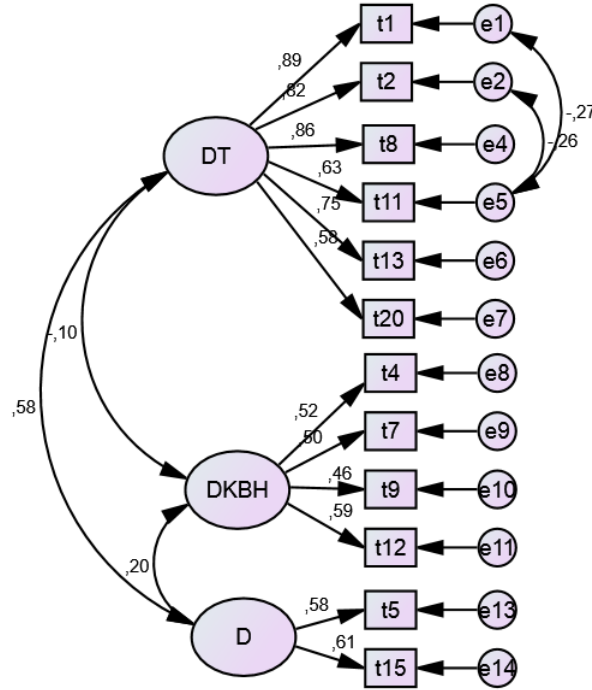 t1
e1
,89
t2
e2
,82
-,27
DT
,86
t8
e4
-,26
,63
t11
e5
,75
t13
e6
,58
t20
e7
-,10
t4
e8
,58
,52
t7
e9
,50
DKBH
,46
t9
e10
,59
t12
e11
,20
,58
t5
e13
D
,61
t15
e14